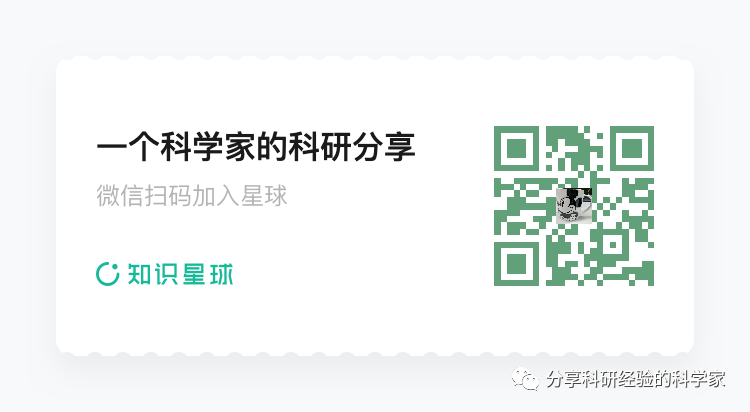 一个科学家的科研分享
微信扫码加入星球
知识星球
分享科研经验的科学家